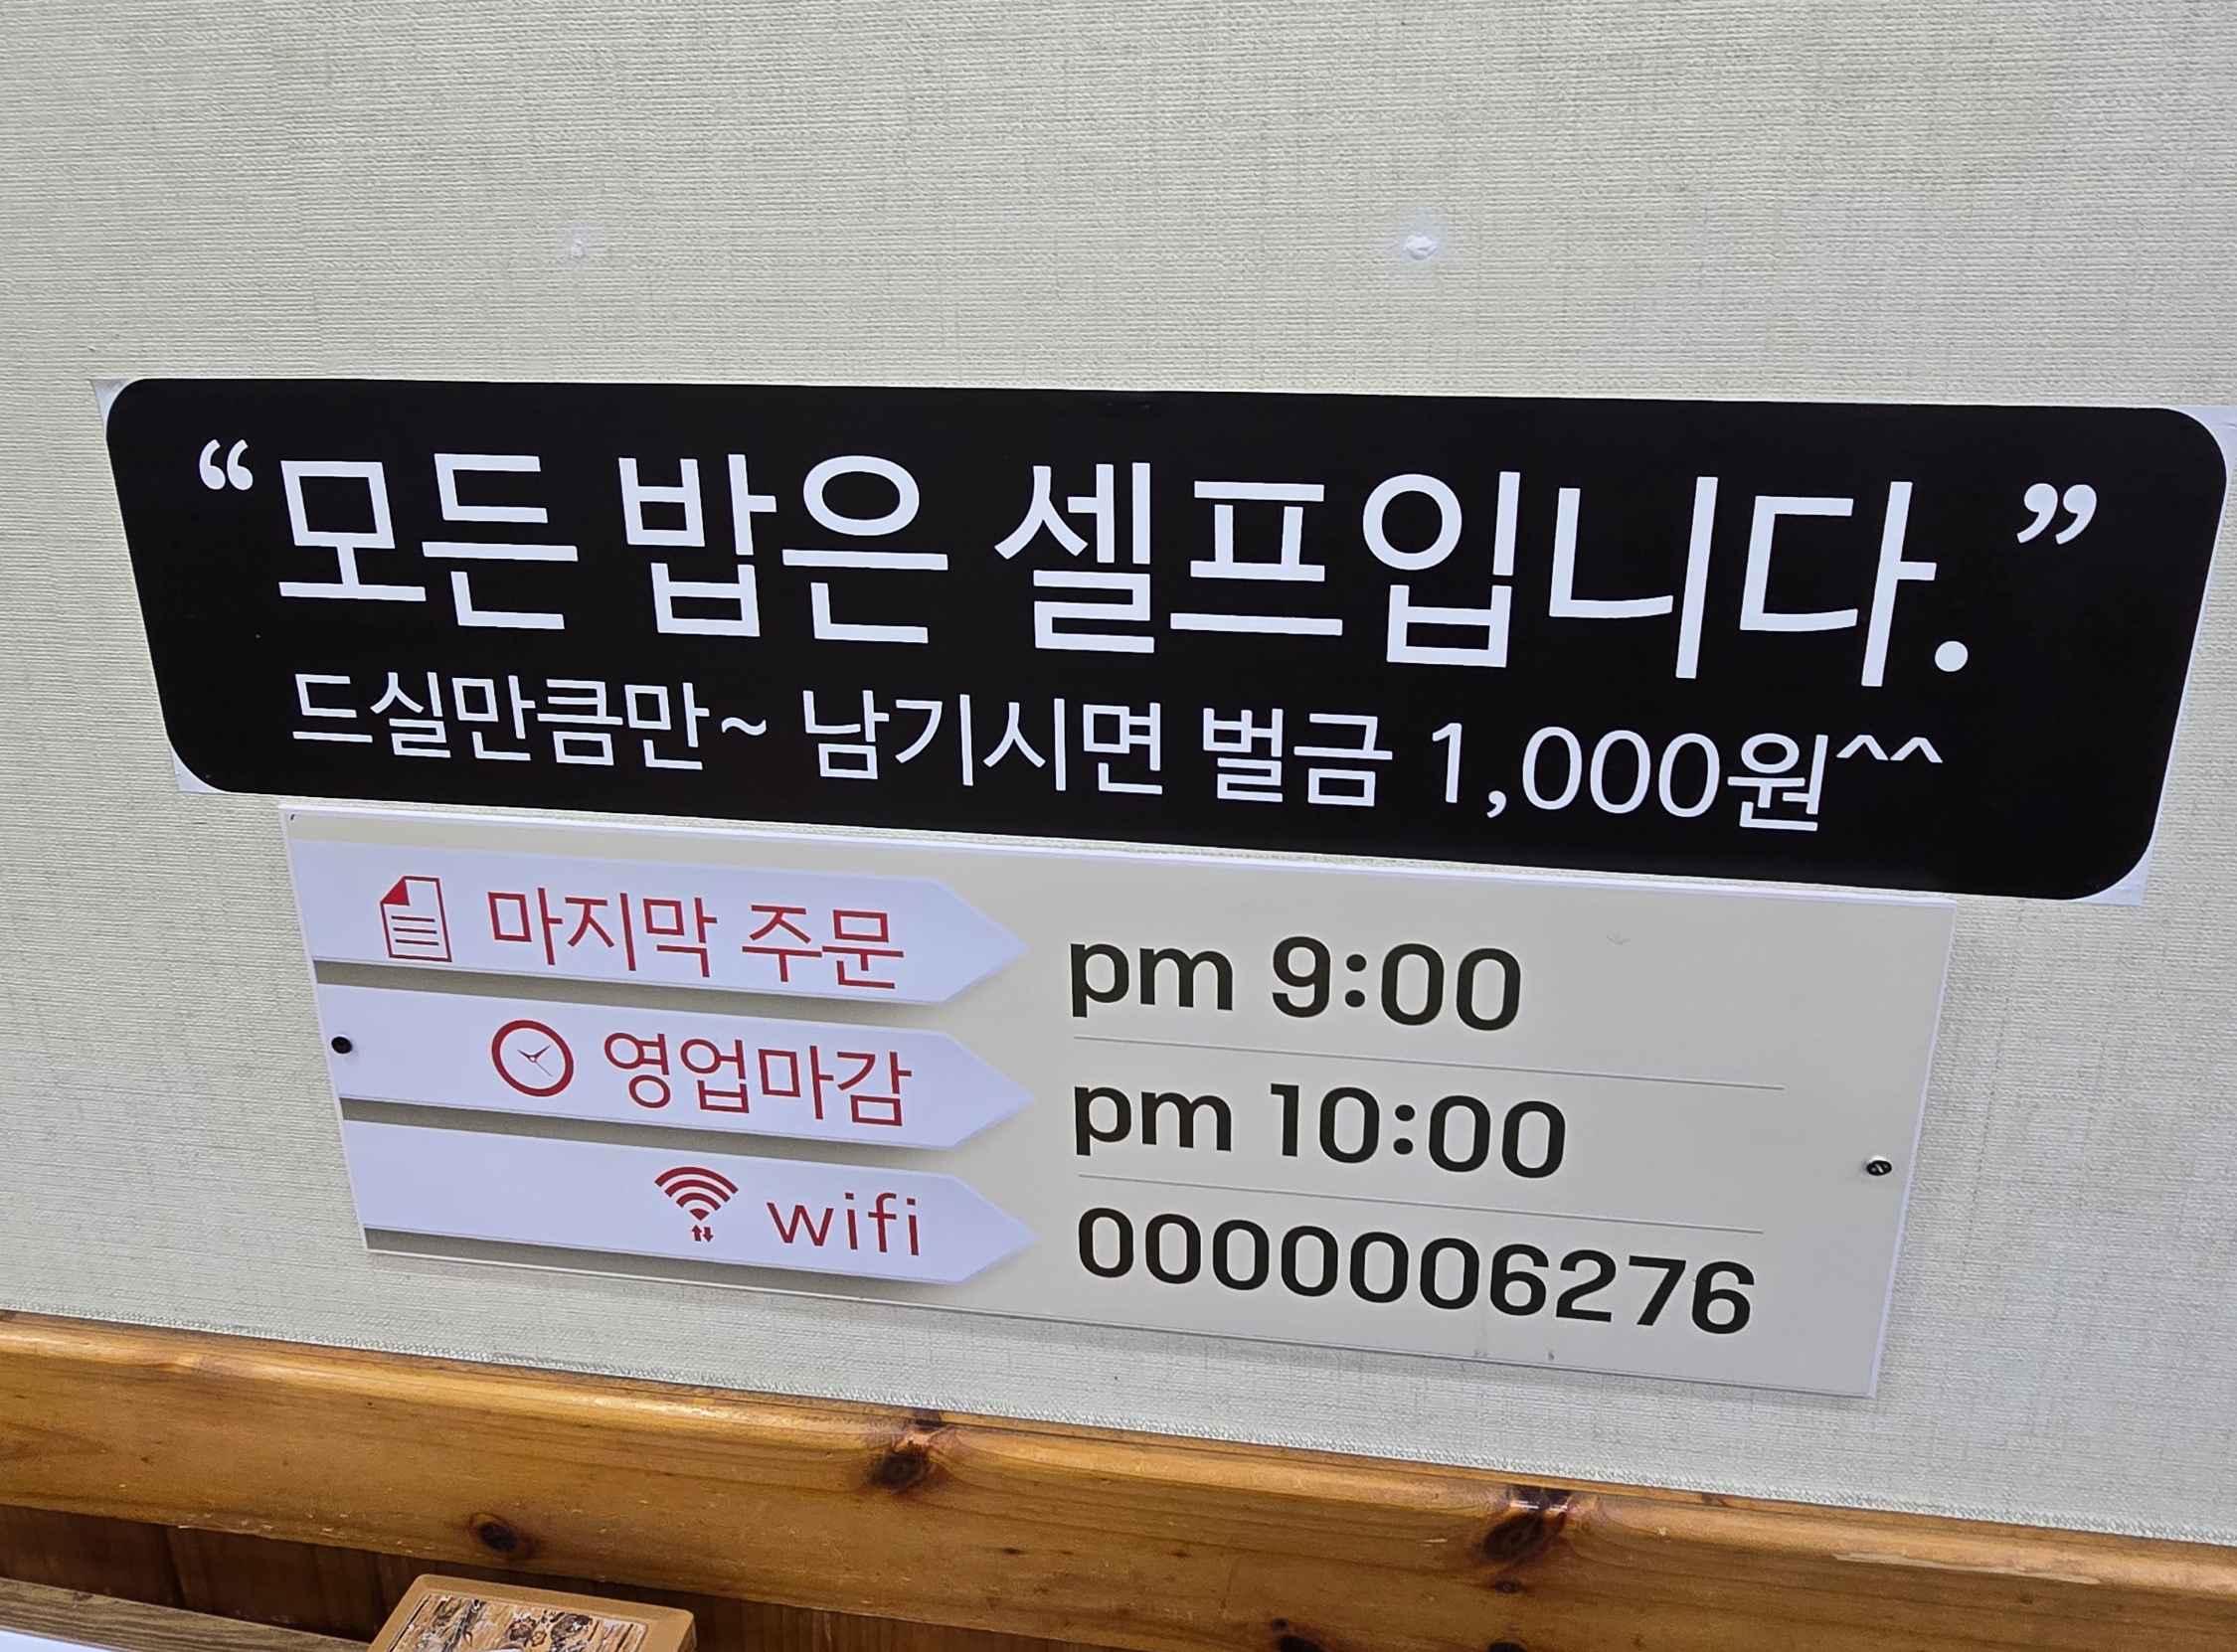 “모든 밥은 셀프입니다.”
드실만큼만~ 남기시면 벌금 1,000원^^
마지막 주문 pm 9:00
영업마감 pm 10:00
wifi 0000006276